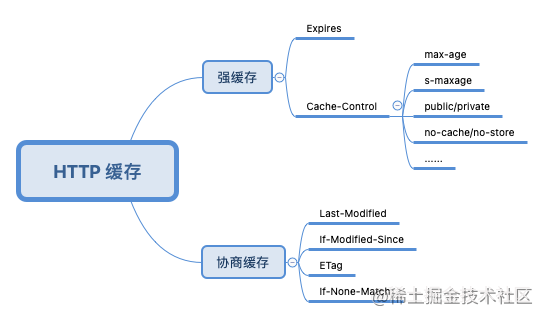 HTTP 缓存
强缓存
Expires
Cache-Control
max-age
s-maxage
public/private
no-cache/no-store
......
协商缓存
Last-Modified
If-Modified-Since
ETag
If-None-Match
@稀土掘金技术社区